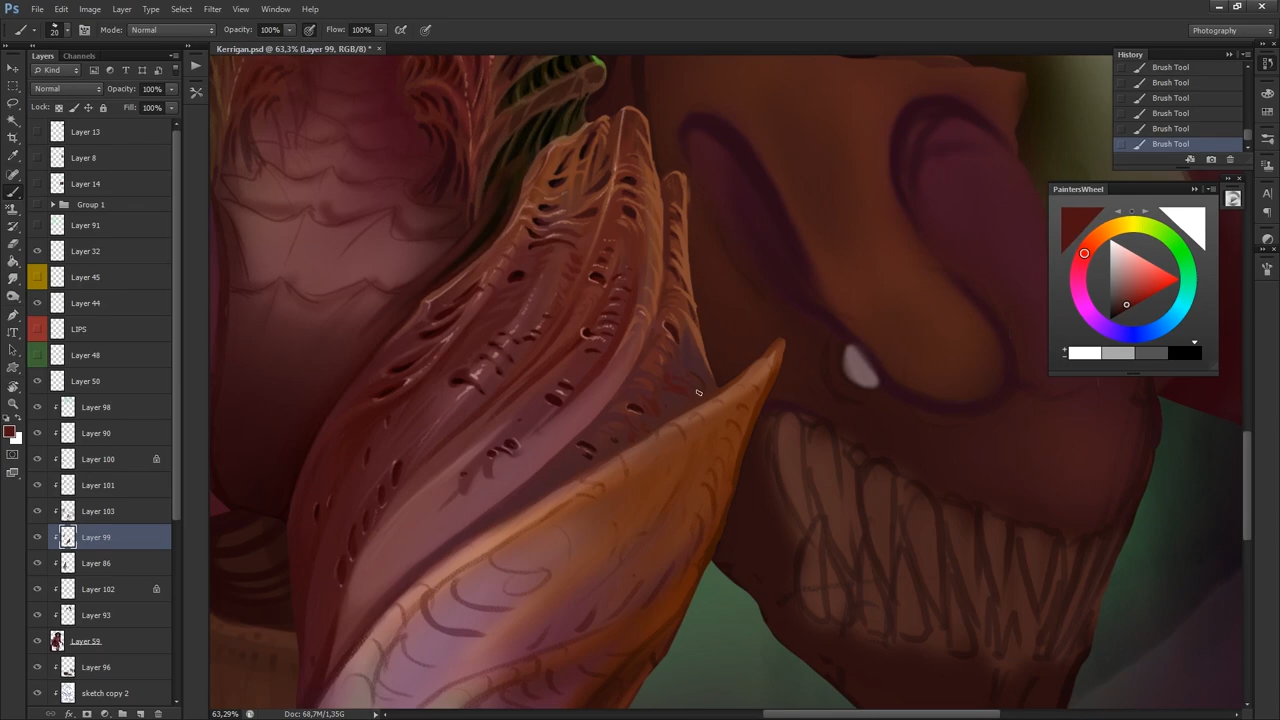 Ps File Edit Image Layer Type Select Filter View Window Help
20 Mode: Normal Opacity: 100% Flow: 100% Photography
Kerrigan.psd @ 63,3% (Layer 99, RGB/8) * ×
Layers Channels
Kind
Normal Opacity: 100%
Lock: Fill: 100%
Layer 13
Layer 8
Layer 14
Group 1
Layer 91
Layer 32
Layer 45
Layer 44
LIPS
Layer 48
Layer 50
Layer 98
Layer 90
Layer 100
Layer 101
Layer 103
Layer 99
Layer 86
Layer 102
Layer 93
Layer 59
Layer 96
sketch copy 2
History
Brush Tool
Brush Tool
Brush Tool
Brush Tool
Brush Tool
Brush Tool
PaintersWheel
63,29% Doc: 68,7M/1,35G